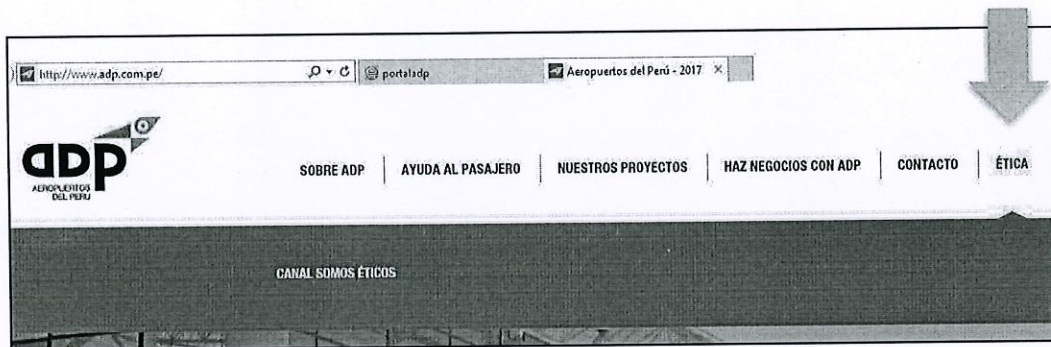 http://www.adp.com.pe/ portaladp Aeropuertos del Perú - 2017
adp
AEROPUERTOS
DEL PERU
SOBRE ADP AYUDA AL PASAJERO NUESTROS PROYECTOS HAZ NEGOCIOS CON ADP CONTACTO ÉTICA
CANAL SOMOS ÉTICOS